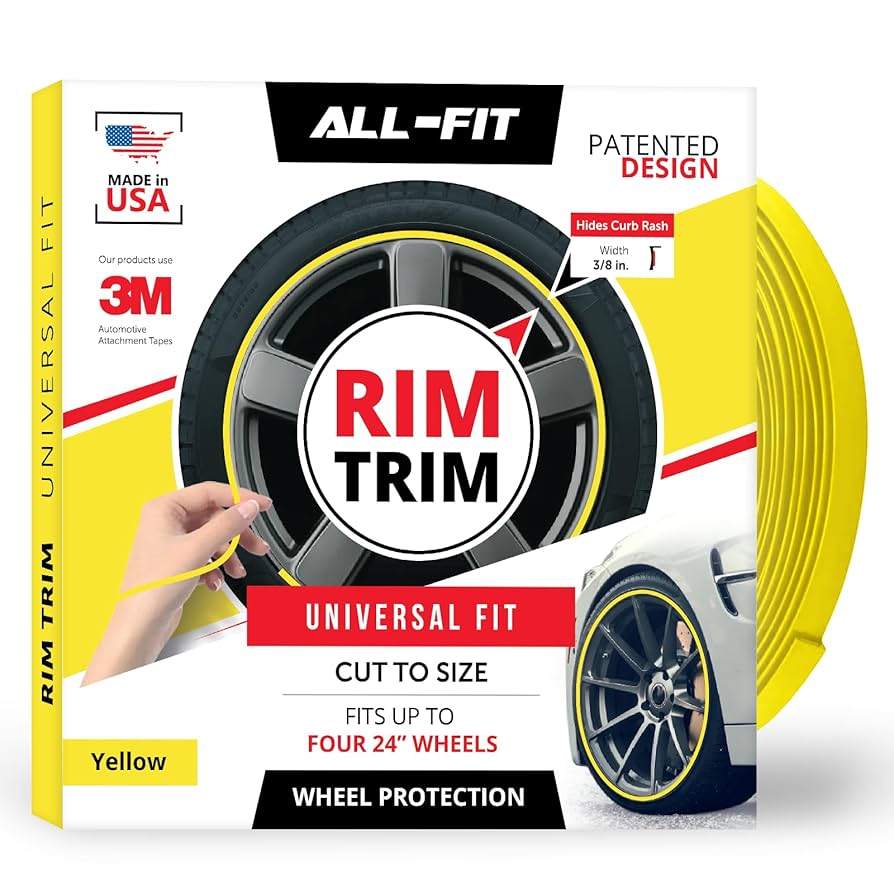 ALL-FIT
MADE in
USA
PATENTED
DESIGN
Hides Curb Rash
Width
3/8 in.
Our products use
3M
Automotive
Attachment Tapes
RIM
TRIM
UNIVERSAL FIT
CUT TO SIZE
FITS UP TO
FOUR 24” WHEELS
Yellow
WHEEL PROTECTION
RIM TRIM UNIVERSAL FIT